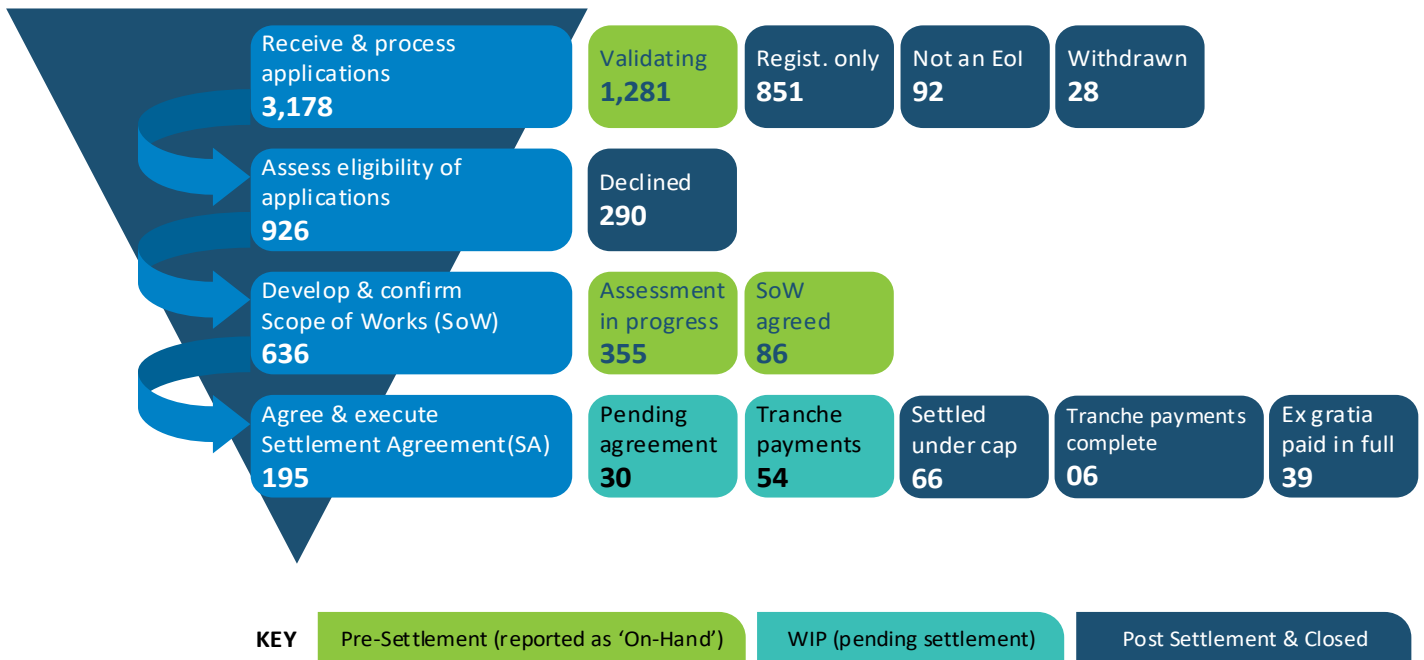 Receive & process
applications
3,178
Validating
1,281
Regist. only
851
Not an EoI
92
Withdrawn
28
Assess eligibility of
applications
926
Declined
290
Develop & confirm
Scope of Works (SoW)
636
Assessment
in progress
355
SoW
agreed
86
Agree & execute
Settlement Agreement(SA)
195
Pending
agreement
30
Tranche
payments
54
Settled
under cap
66
Tranche payments
complete
06
Ex gratia
paid in full
39
KEY
Pre-Settlement (reported as ‘On-Hand’)
WIP (pending settlement)
Post Settlement & Closed